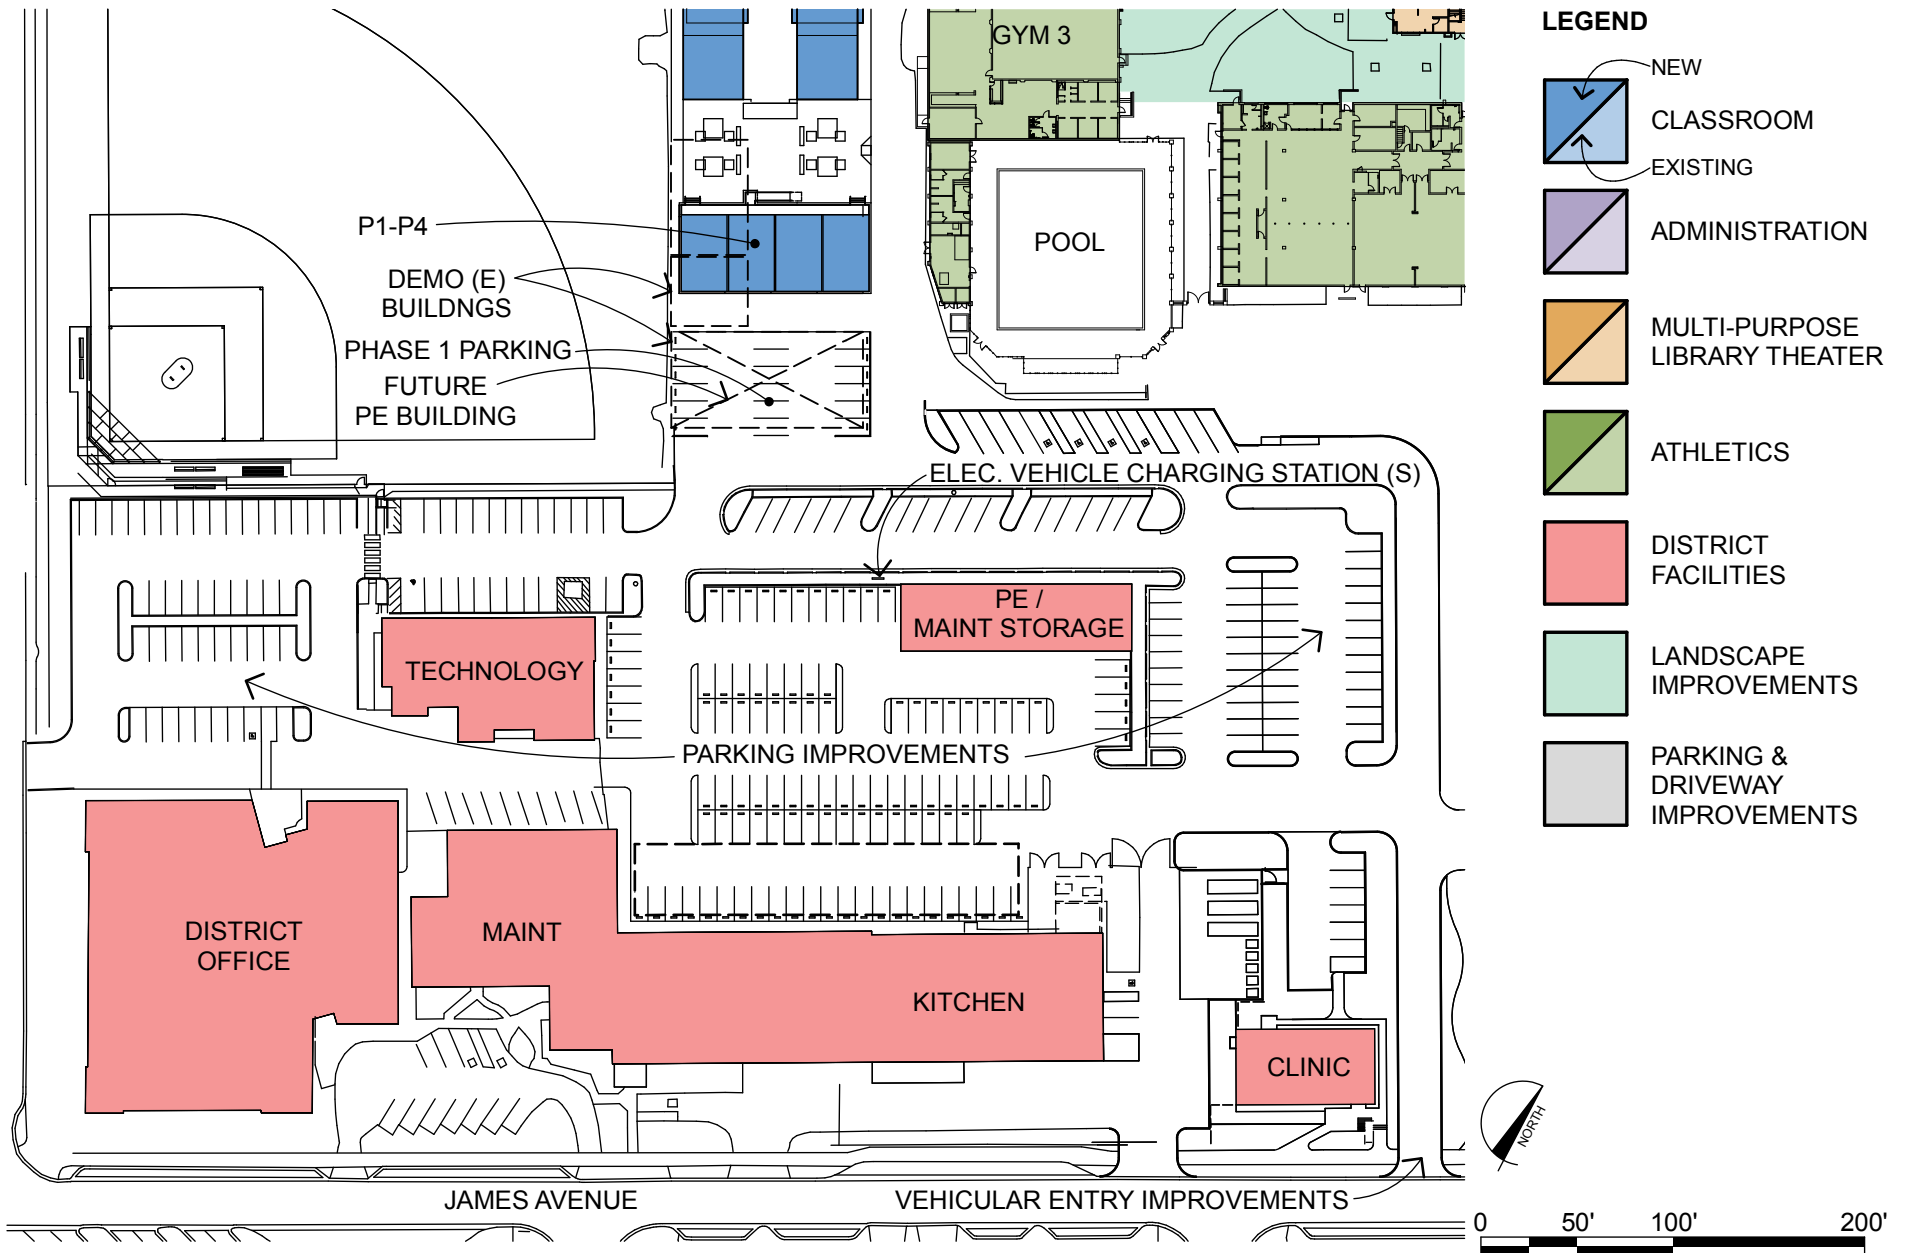 GYM 3
POOL
P1-P4
DEMO (E)
BUILDNGS
PHASE 1 PARKING
FUTURE
PE BUILDING
ELEC. VEHICLE CHARGING STATION (S)
PE /
MAINT STORAGE
TECHNOLOGY
PARKING IMPROVEMENTS
DISTRICT
OFFICE
MAINT
KITCHEN
CLINIC
JAMES AVENUE
VEHICULAR ENTRY IMPROVEMENTS
LEGEND
NEW
CLASSROOM
EXISTING
ADMINISTRATION
MULTI-PURPOSE
LIBRARY THEATER
ATHLETICS
DISTRICT
FACILITIES
LANDSCAPE
IMPROVEMENTS
PARKING &
DRIVEWAY
IMPROVEMENTS
NORTH
0 50' 100' 200'